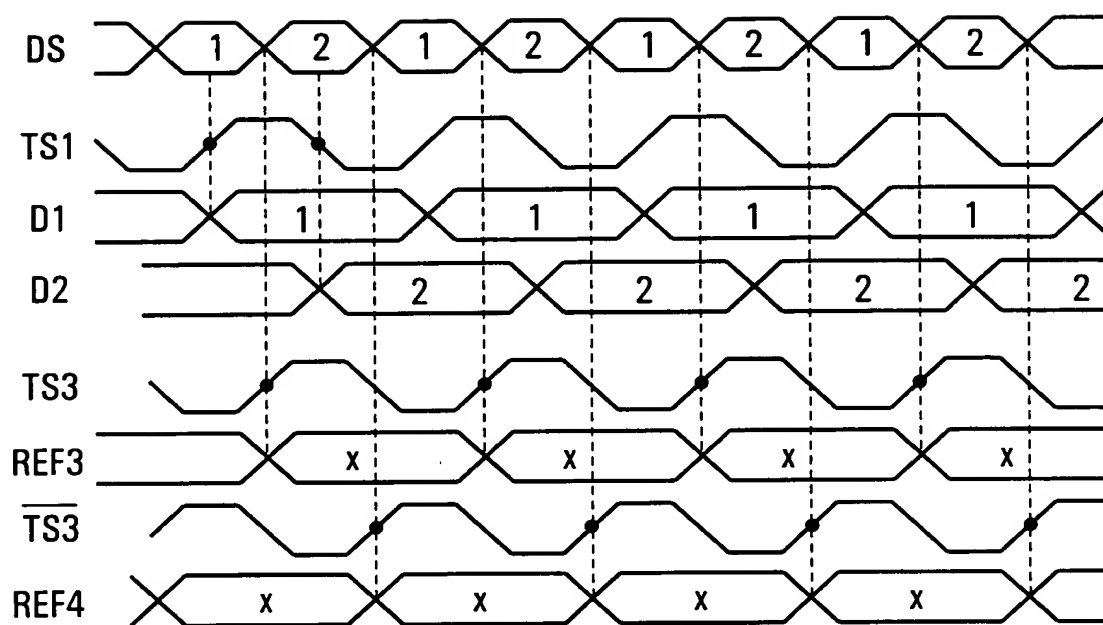 DS 1 2 1 2 1 2 1 2
TS1
D1 1 1 1 1
D2 2 2 2 2
TS3
REF3 x x x x
T̅S̅3̅
REF4 x x x x